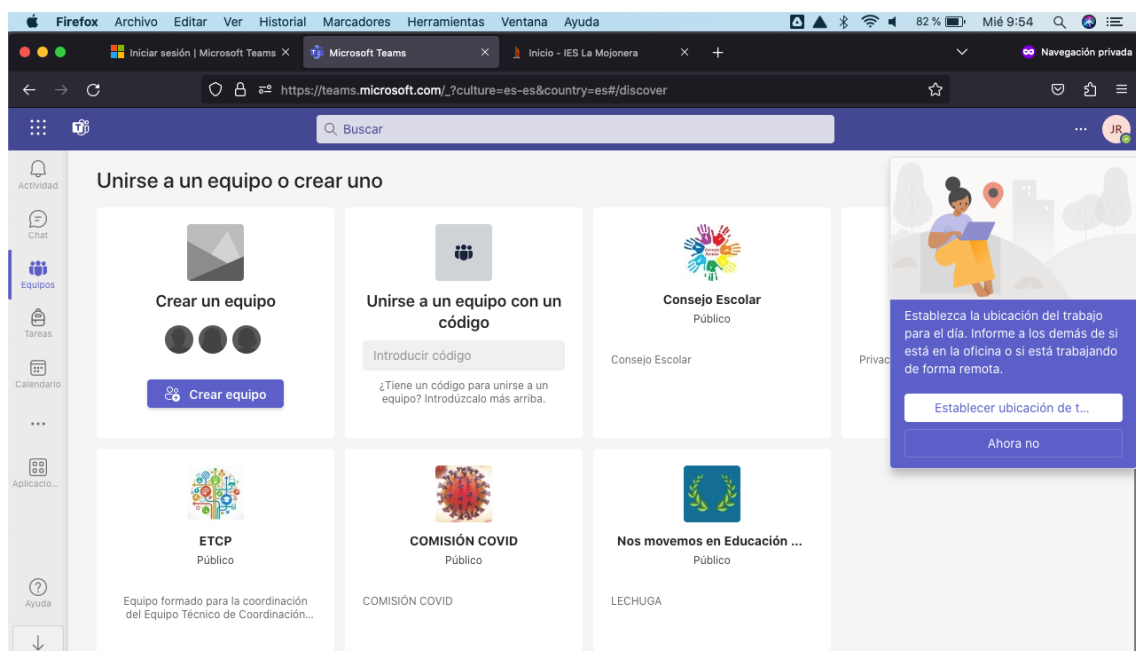 Firefox Archivo Editar Ver Historial Marcadores Herramientas Ventana Ayuda 82 % Mié 9:54
Iniciar sesión | Microsoft Teams Microsoft Teams Inicio - IES La Mojonera Navegación privada
https://teams.microsoft.com/_?culture=es-es&country=es#/discover
Buscar JR
Actividad
Chat
Equipos
Tareas
Calendario
Aplicacio...
Ayuda
Unirse a un equipo o crear uno
Crear un equipo
Crear equipo
Unirse a un equipo con un
código
Introducir código
¿Tiene un código para unirse a un
equipo? Introdúzcalo más arriba.
Consejo Escolar
Público
Consejo Escolar
Privac
Establezca la ubicación del trabajo
para el día. Informe a los demás de si
está en la oficina o si está trabajando
de forma remota.
Establecer ubicación de t...
Ahora no
ETCP
Público
Equipo formado para la coordinación
del Equipo Técnico de Coordinación...
COMISIÓN COVID
Público
COMISIÓN COVID
Nos movemos en Educación ...
Público
LECHUGA